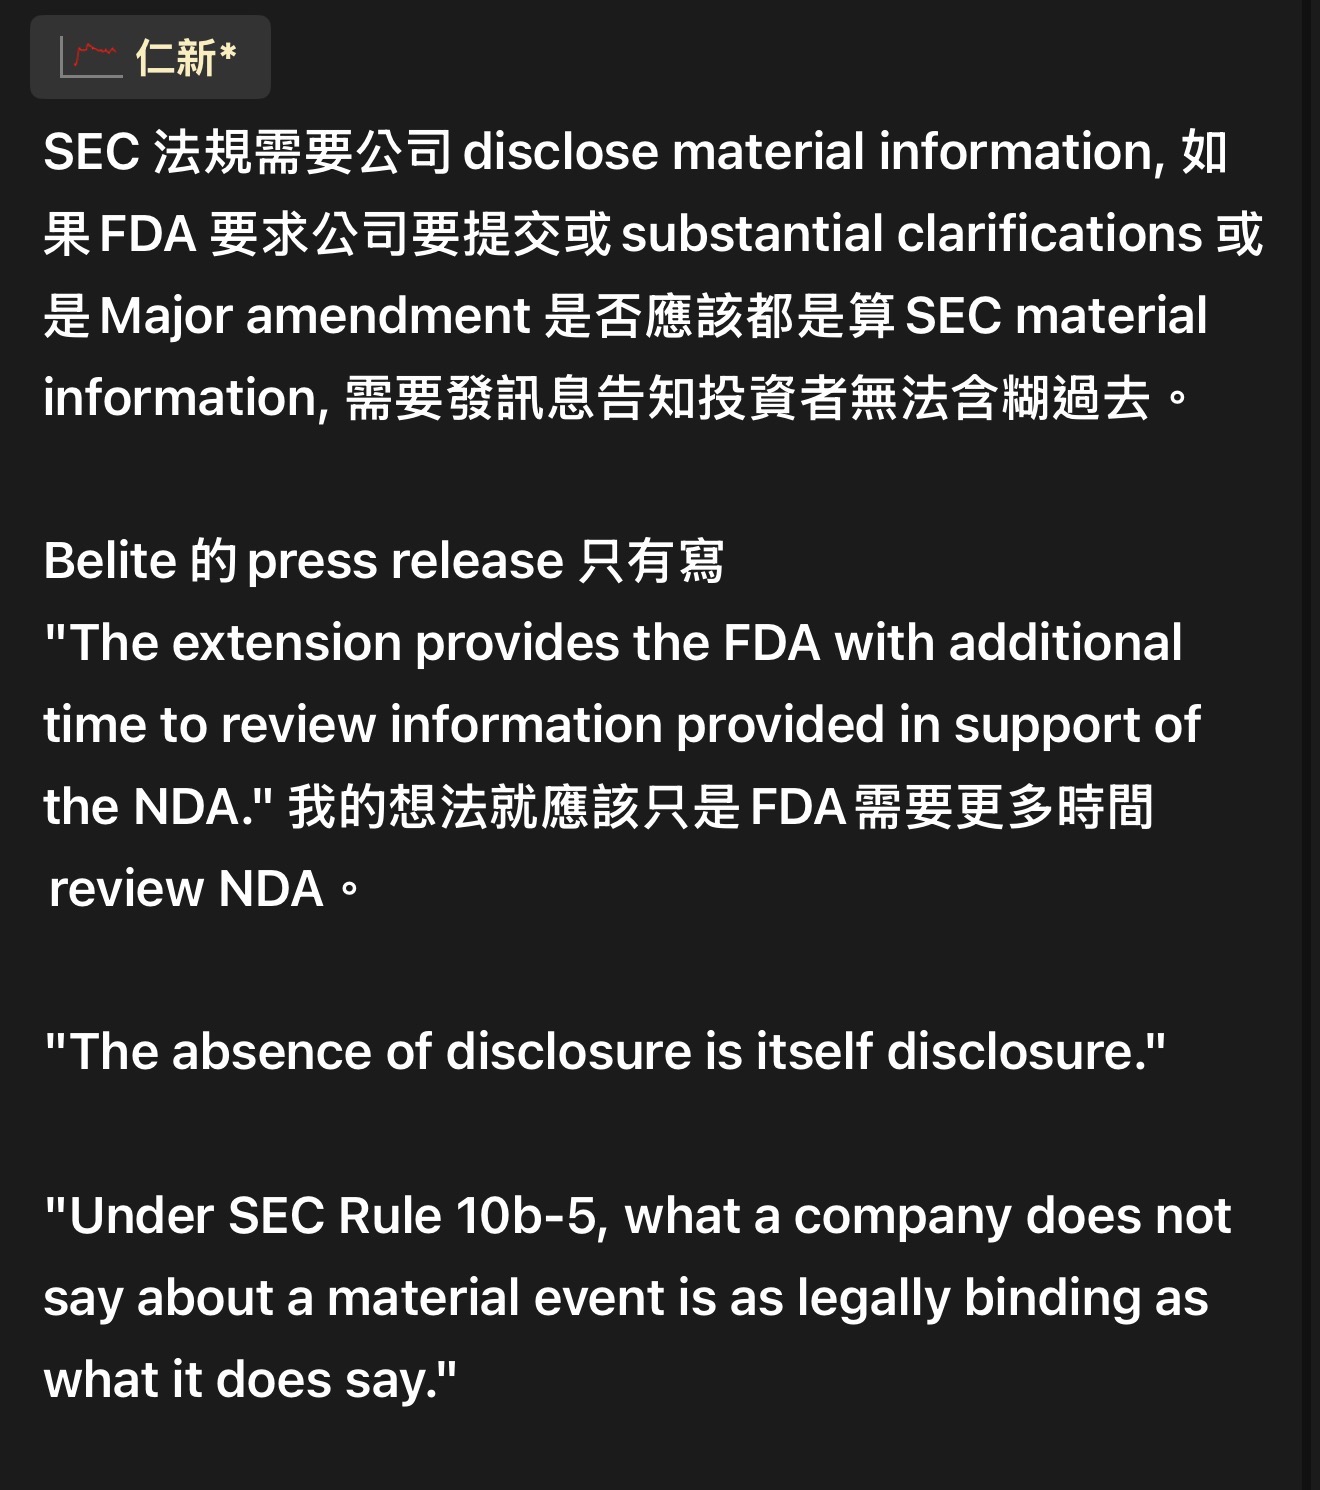 仁新*
SEC 法規需要公司 disclose material information, 如
果 FDA 要求公司要提交或 substantial clarifications 或
是 Major amendment 是否應該都是算 SEC material
information, 需要發訊息告知投資者無法含糊過去。
Belite 的 press release 只有寫
"The extension provides the FDA with additional
time to review information provided in support of
the NDA." 我的想法就應該只是 FDA 需要更多時間
review NDA。
"The absence of disclosure is itself disclosure."
"Under SEC Rule 10b-5, what a company does not
say about a material event is as legally binding as
what it does say."